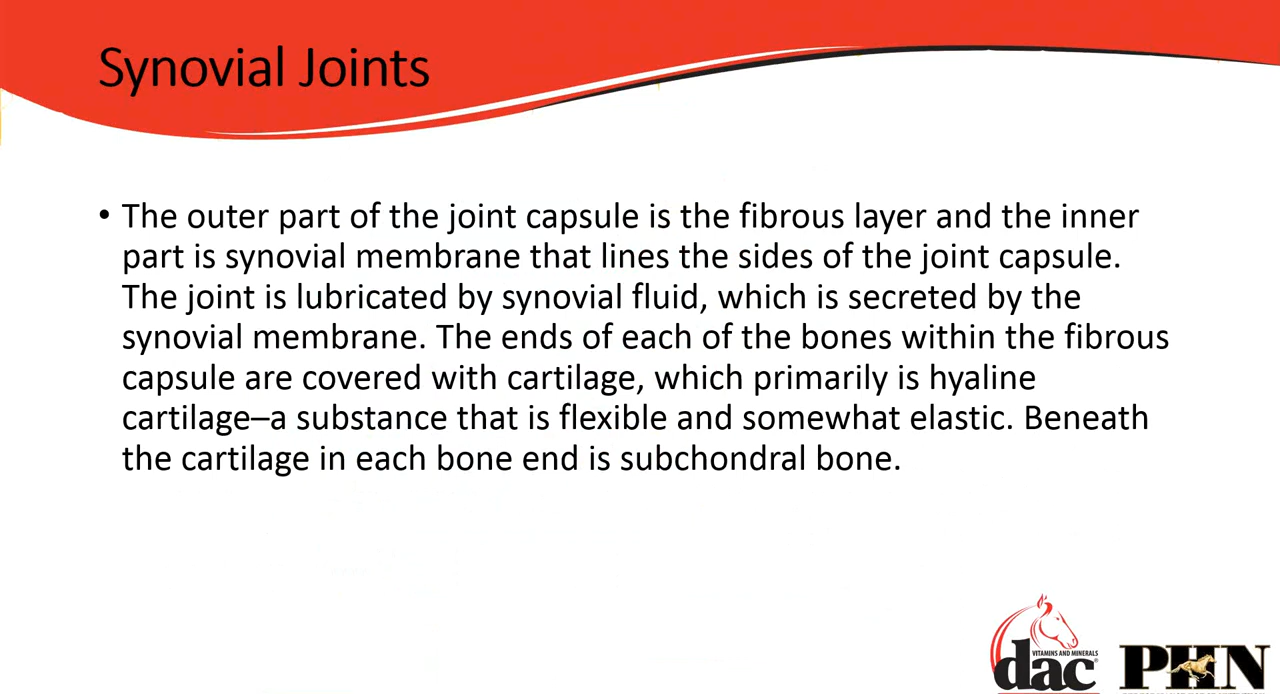 Synovial Joints
• The outer part of the joint capsule is the fibrous layer and the inner
part is synovial membrane that lines the sides of the joint capsule.
The joint is lubricated by synovial fluid, which is secreted by the
synovial membrane. The ends of each of the bones within the fibrous
capsule are covered with cartilage, which primarily is hyaline
cartilage–a substance that is flexible and somewhat elastic. Beneath
the cartilage in each bone end is subchondral bone.
VITAMINS AND MINERALS
dac®
PHN